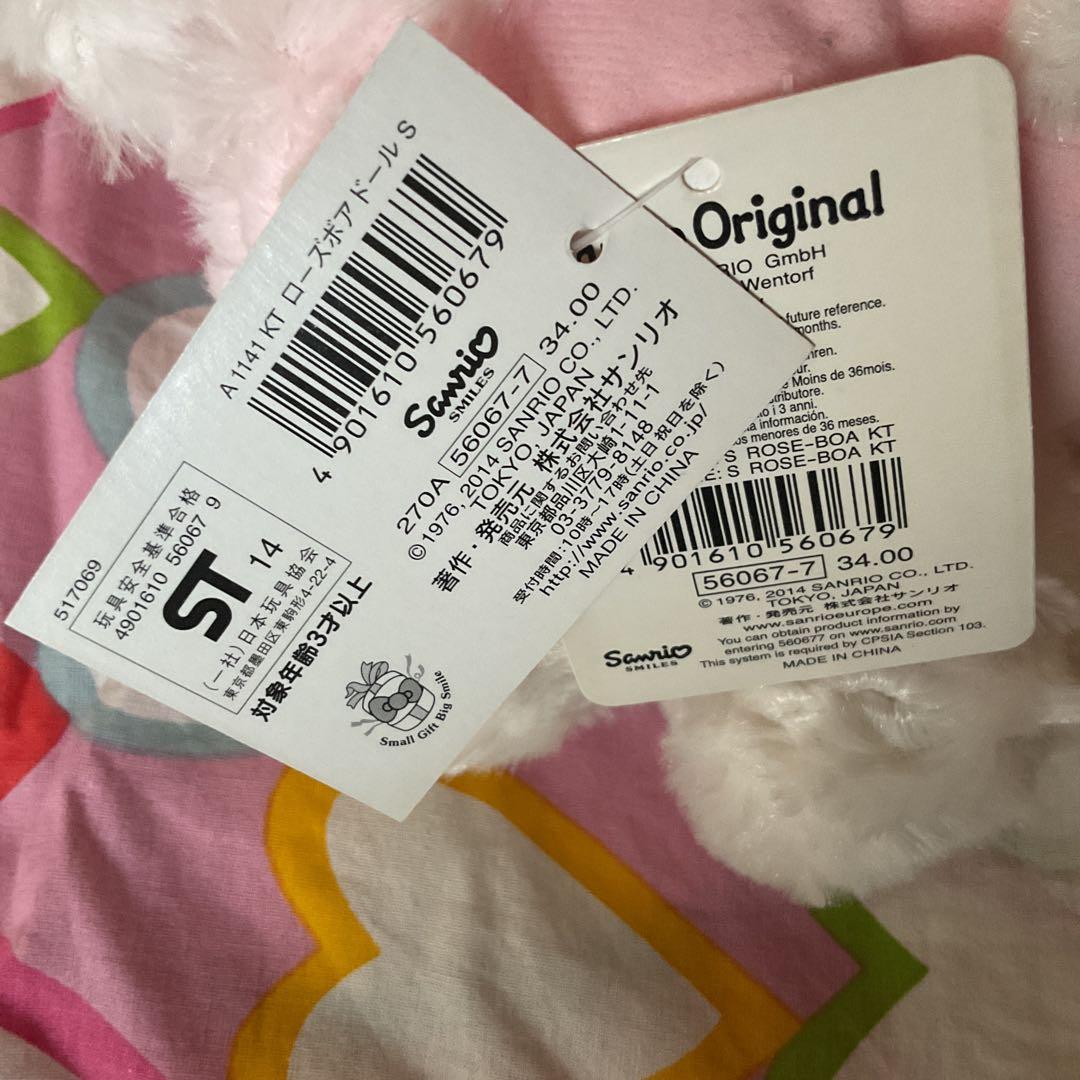 A 1141 KT ローズボア ドール S
4 901610 560679
Sanrio
SMILES
56067-7 34.00
270A
© 1976, 2014 SANRIO CO., LTD.
TOKYO, JAPAN
著作・発売元 株式会社サンリオ
商品に関するお問い合わせ先
東京都品川区大崎1-11-1
03-3779-8148
受付時間:10時~17時(土日祝日を除く)
http://www.sanrio.co.jp/
MADE IN CHINA
517069
玩具安全基準合格
4901610 56067 9
ST 14
(一社)日本玩具協会
東京都墨田区東駒形4-22-4
対象年齢3才以上
Small Gift Big Smile
Original
GmbH
Wentorf
future reference.
months.
Moins de 36mois.
i 3 anni.
información.
menores de 36 meses.
S ROSE-BOA KT
S ROSE-BOA KT
4 901610 560679
56067-7 34.00
© 1976, 2014 SANRIO CO., LTD.
TOKYO, JAPAN
著作・発売元 株式会社サンリオ
www.sanrioeurope.com
You can obtain product information by
entering 560677 on www.sanrio.com
This system is required by CPSIA Section 103.
MADE IN CHINA
Sanrio
SMILES